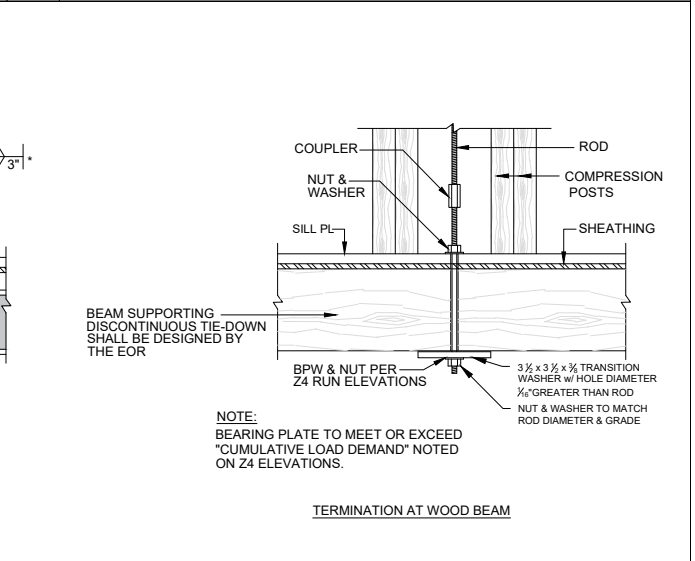 3" *
COUPLER
ROD
NUT &
WASHER
COMPRESSION
POSTS
SILL PL
SHEATHING
BEAM SUPPORTING
DISCONTINUOUS TIE-DOWN
SHALL BE DESIGNED BY
THE EOR
BPW & NUT PER
Z4 RUN ELEVATIONS
3 ½ x 3 ½ x ⅜ TRANSITION
WASHER w/ HOLE DIAMETER
1⁄16"GREATER THAN ROD
NUT & WASHER TO MATCH
ROD DIAMETER & GRADE
NOTE:
BEARING PLATE TO MEET OR EXCEED
"CUMULATIVE LOAD DEMAND" NOTED
ON Z4 ELEVATIONS.
TERMINATION AT WOOD BEAM